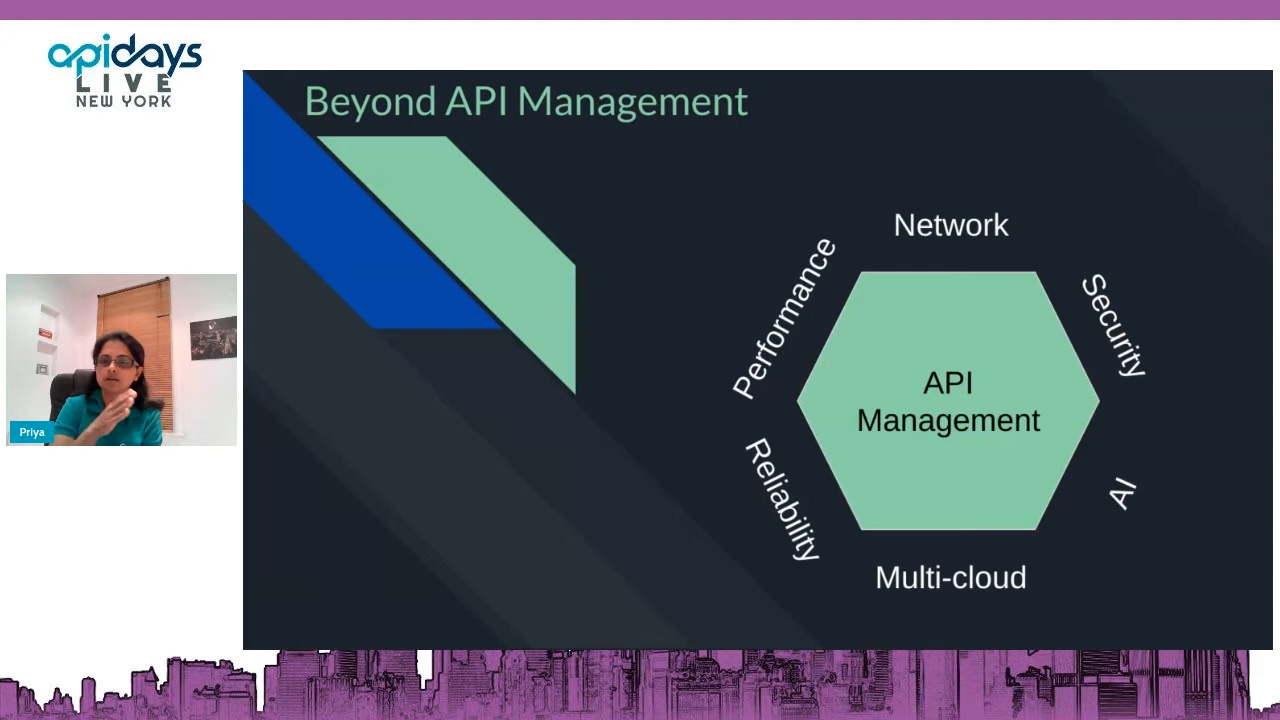 apidays
LIVE
NEW YORK
Beyond API Management
Network
Security
AI
Multi-cloud
Reliability
Performance
API
Management
Priya